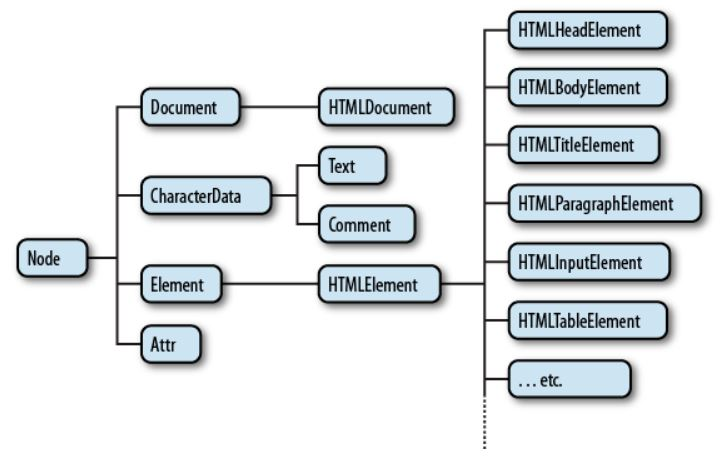 Node
Document
CharacterData
Element
Attr
HTMLDocument
Text
Comment
HTMLElement
HTMLHeadElement
HTMLBodyElement
HTMLTitleElement
HTMLParagraphElement
HTMLInputElement
HTMLTableElement
. . . etc.